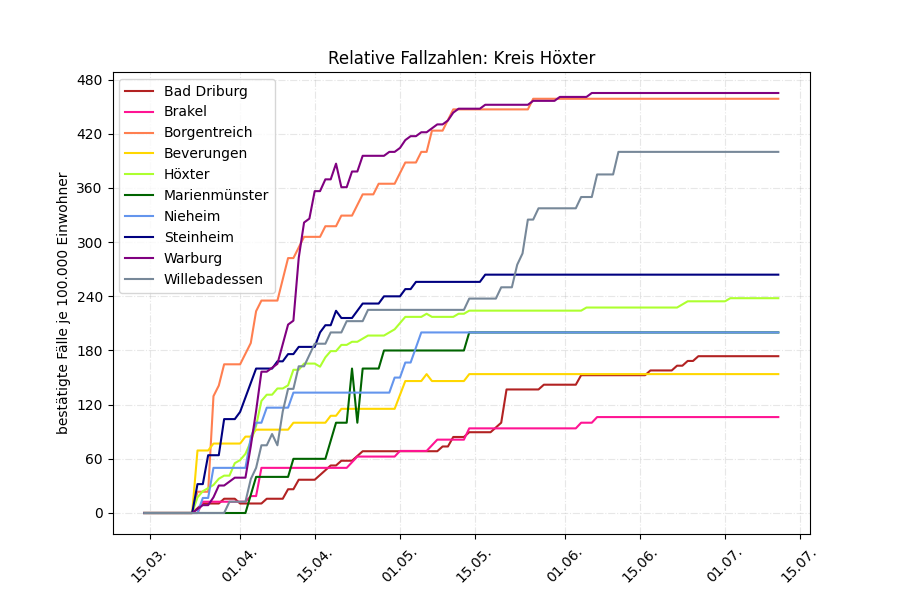 Relative Fallzahlen: Kreis Höxter
bestätigte Fälle je 100.000 Einwohner
480
420
360
300
240
180
120
60
0
Bad Driburg
Brakel
Borgentreich
Beverungen
Höxter
Marienmünster
Nieheim
Steinheim
Warburg
Willebadessen
15.03.
01.04.
15.04.
01.05.
15.05.
01.06.
15.06.
01.07.
15.07.